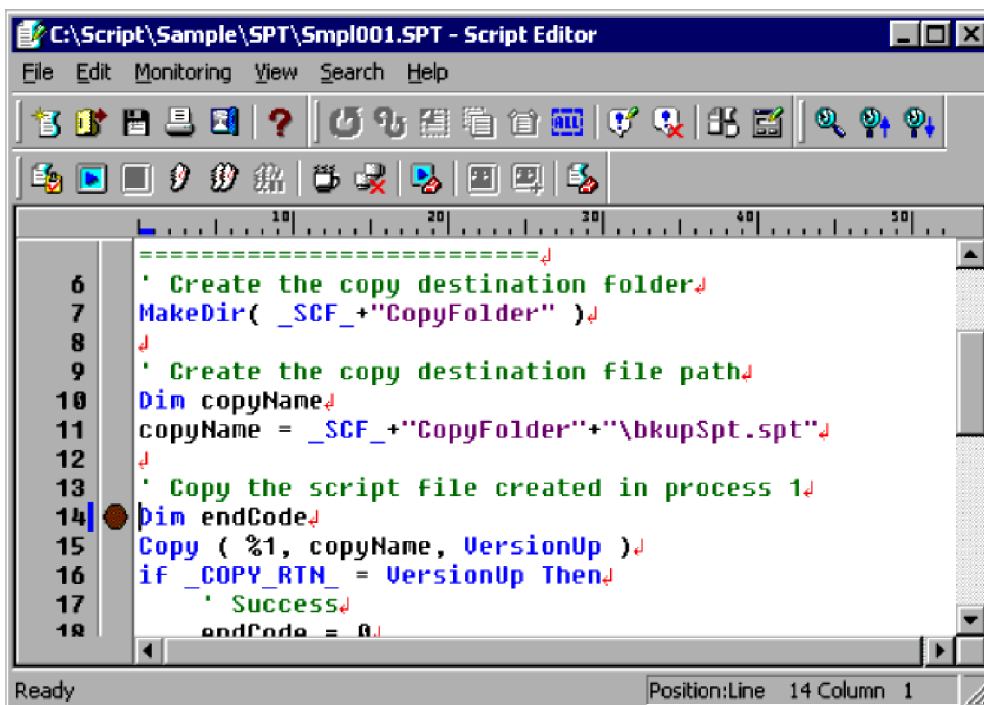 C:\Script\Sample\SPT\Smpl001.SPT - Script Editor
File Edit Monitoring View Search Help
ALL
10 20 30 40 50
==========================
6 ' Create the copy destination folder
7 MakeDir( _SCF_+"CopyFolder" )
8
9 ' Create the copy destination file path
10 Dim copyName
11 copyName = _SCF_+"CopyFolder"+"\bkupSpt.spt"
12
13 ' Copy the script file created in process 1
14 Dim endCode
15 Copy ( %1, copyName, VersionUp )
16 if _COPY_RTN_ = VersionUp Then
17 ' Success
18 endCode = 0
Ready Position:Line 14 Column 1